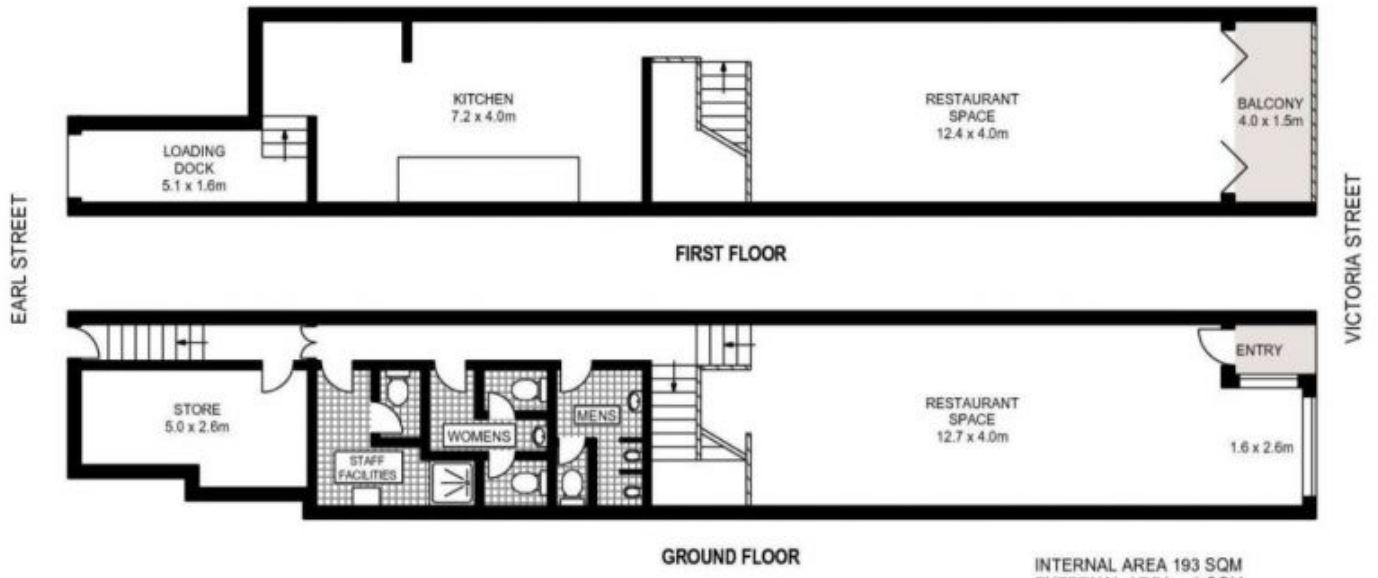 EARL STREET
LOADING
DOCK
5.1 x 1.6m
KITCHEN
7.2 x 4.0m
RESTAURANT
SPACE
12.4 x 4.0m
BALCONY
4.0 x 1.5m
VICTORIA STREET
FIRST FLOOR
STORE
5.0 x 2.6m
STAFF
FACILITIES
WOMENS
MENS
RESTAURANT
SPACE
12.7 x 4.0m
ENTRY
1.6 x 2.6m
GROUND FLOOR
INTERNAL AREA 193 SQM